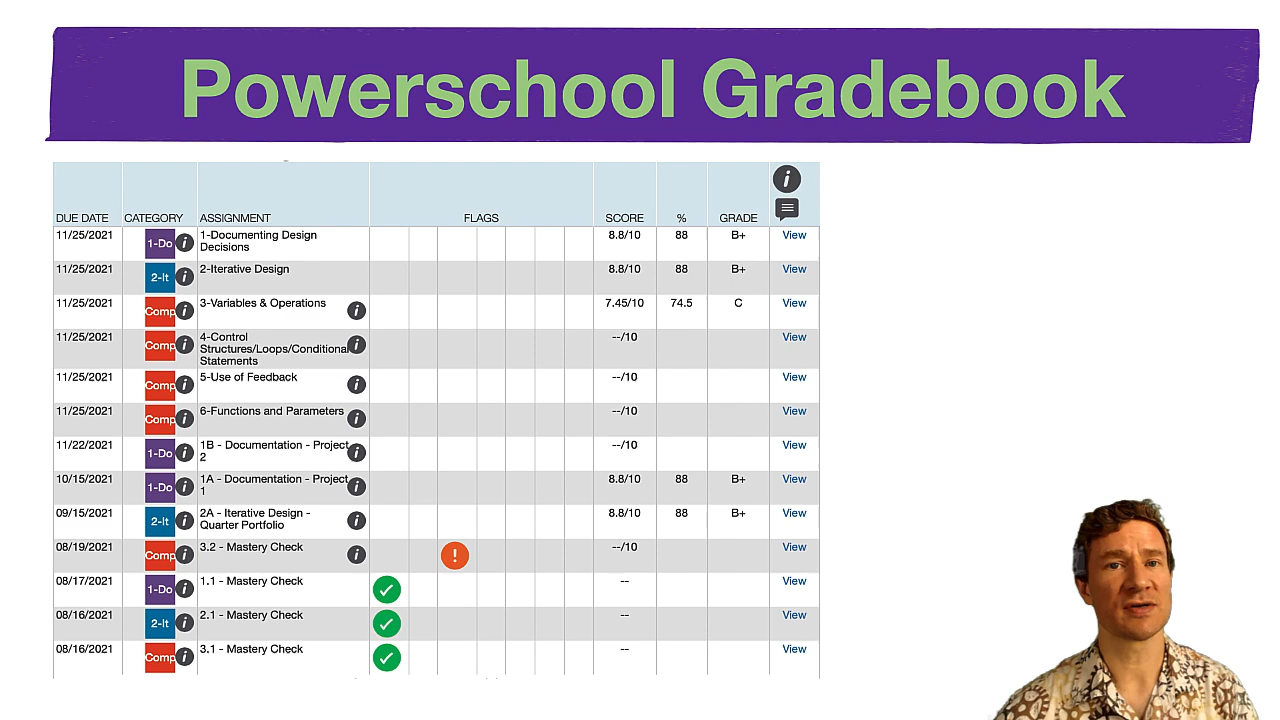 Powerschool Gradebook
DUE DATE CATEGORY ASSIGNMENT FLAGS SCORE % GRADE
11/25/2021 1-Do 1-Documenting Design Decisions 8.8/10 88 B+ View
11/25/2021 2-It 2-Iterative Design 8.8/10 88 B+ View
11/25/2021 Comp 3-Variables & Operations 7.45/10 74.5 C View
11/25/2021 Comp 4-Control Structures/Loops/Conditional Statements --/10 View
11/25/2021 Comp 5-Use of Feedback --/10 View
11/25/2021 Comp 6-Functions and Parameters --/10 View
11/22/2021 1-Do 1B - Documentation - Project 2 --/10 View
10/15/2021 1-Do 1A - Documentation - Project 1 8.8/10 88 B+ View
09/15/2021 2-It 2A - Iterative Design - Quarter Portfolio 8.8/10 88 B+ View
08/19/2021 Comp 3.2 - Mastery Check ! --/10 View
08/17/2021 1-Do 1.1 - Mastery Check -- View
08/16/2021 2-It 2.1 - Mastery Check -- View
08/16/2021 Comp 3.1 - Mastery Check -- View